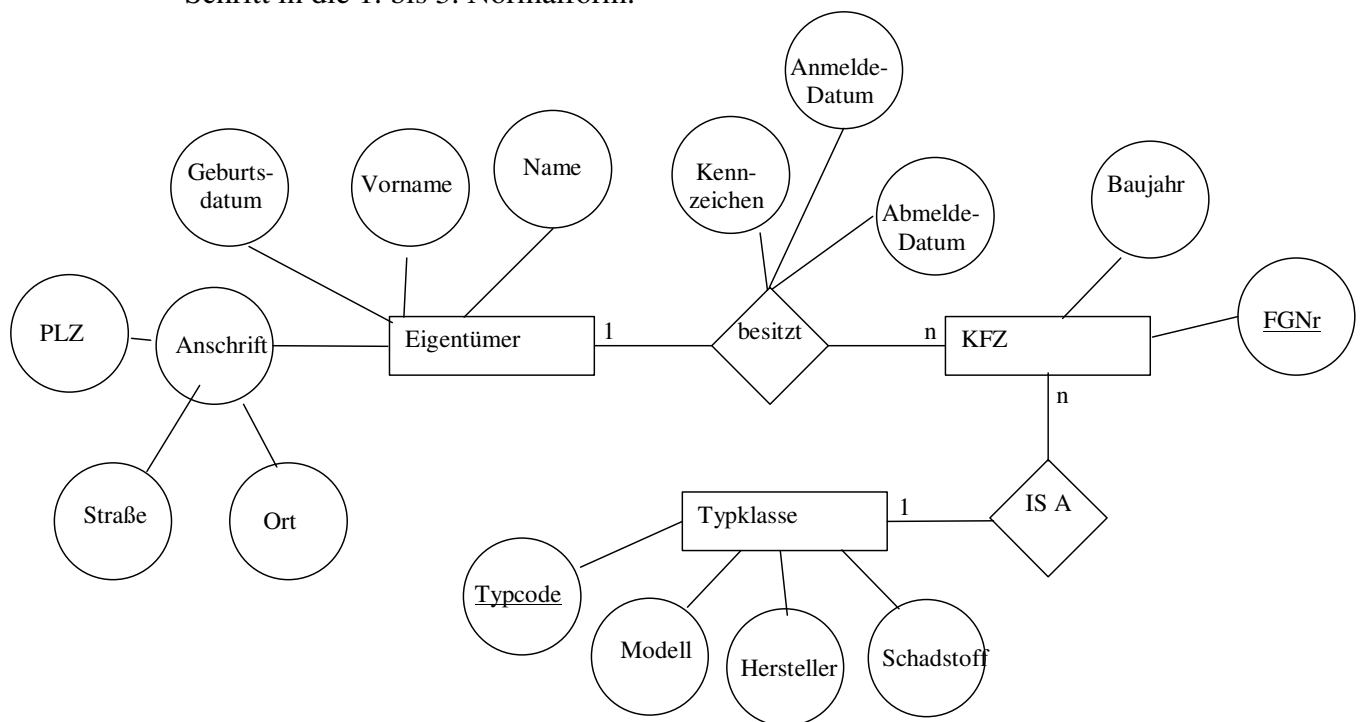 Schritt in die 1. bis 3. Normalform.
Anmelde-
Datum
Geburts-
datum
Vorname
Name
Kenn-
zeichen
Abmelde-
Datum
Baujahr
PLZ
Anschrift
Eigentümer
1
besitzt
n
KFZ
FGNr
n
Straße
Ort
Typklasse
1
IS A
Typcode
Modell
Hersteller
Schadstoff